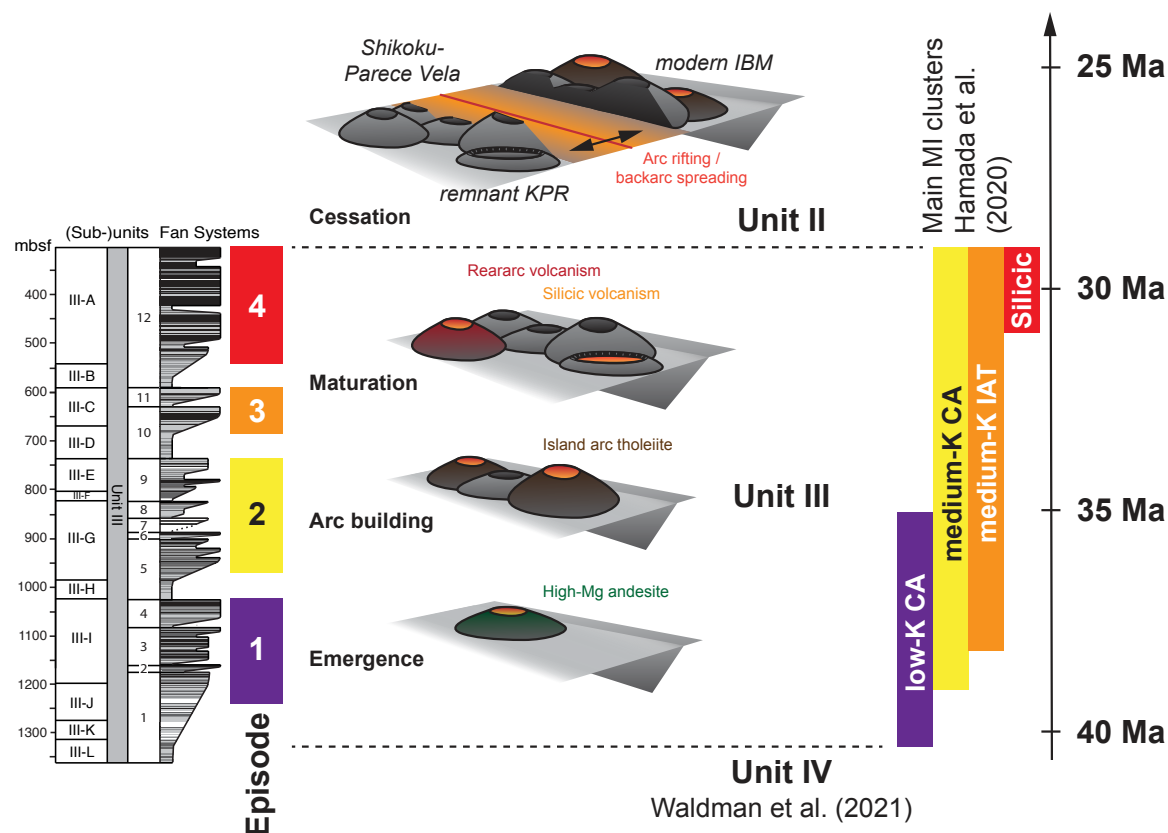 Shikoku-
Parece Vela
modern IBM
Arc rifting /
backarc spreading
remnant KPR
Cessation
Unit II
Main MI clusters
Hamada et al.
(2020)
25 Ma
30 Ma
35 Ma
40 Ma
(Sub-)units
Fan Systems
mbsf
400
500
600
700
800
900
1000
1100
1200
1300
III-A
III-B
III-C
III-D
III-E
III-F
III-G
III-H
III-I
III-J
III-K
III-L
Unit III
12
11
10
9
8
7
6
5
4
3
2
1
4
3
2
1
Episode
Reararc volcanism
Silicic volcanism
Maturation
Island arc tholeiite
Arc building
Unit III
High-Mg andesite
Emergence
low-K CA
medium-K CA
medium-K IAT
Silicic
Unit IV
Waldman et al. (2021)